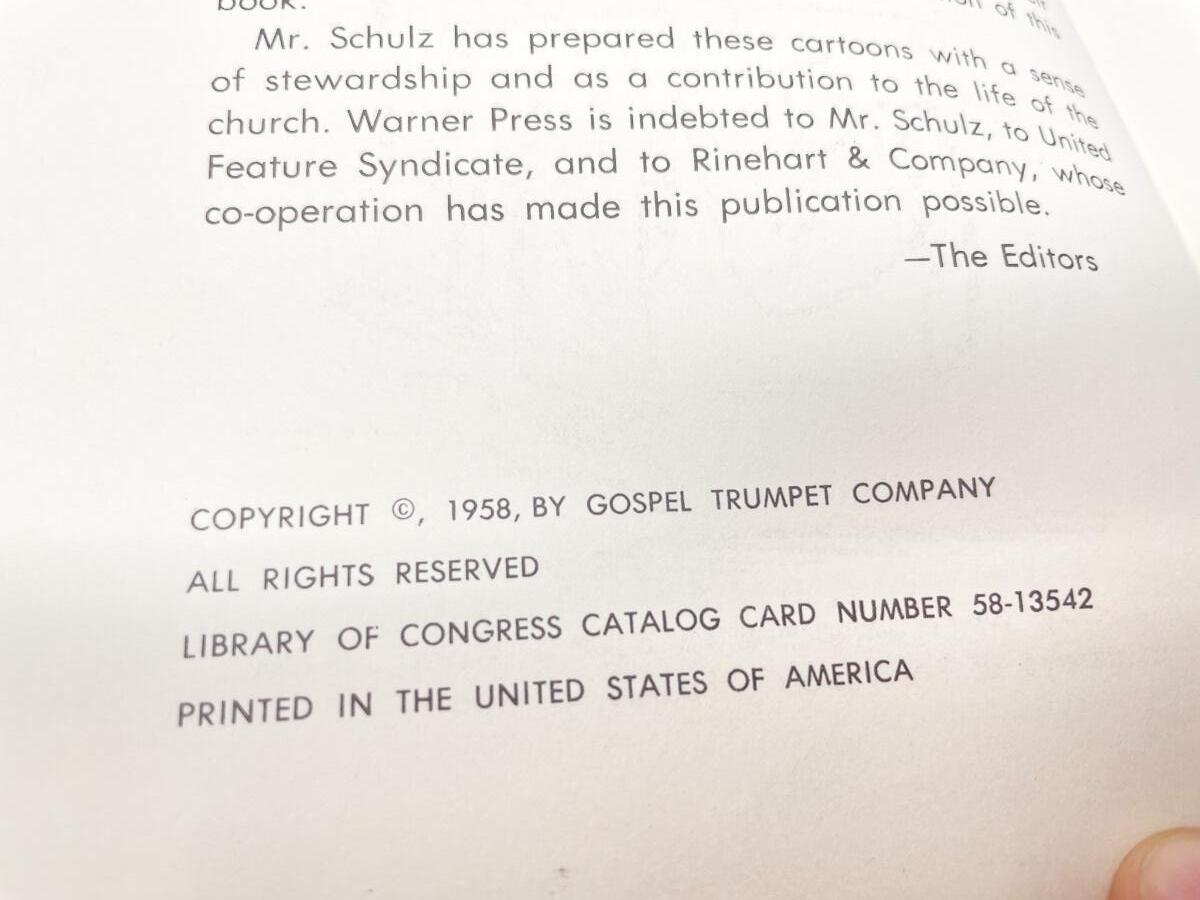 book.
of this
Mr. Schulz has prepared these cartoons with a sense
of stewardship and as a contribution to the life of the
church. Warner Press is indebted to Mr. Schulz, to United
Feature Syndicate, and to Rinehart & Company, whose
co-operation has made this publication possible.
—The Editors
COPYRIGHT ©, 1958, BY GOSPEL TRUMPET COMPANY
ALL RIGHTS RESERVED
LIBRARY OF CONGRESS CATALOG CARD NUMBER 58-13542
PRINTED IN THE UNITED STATES OF AMERICA